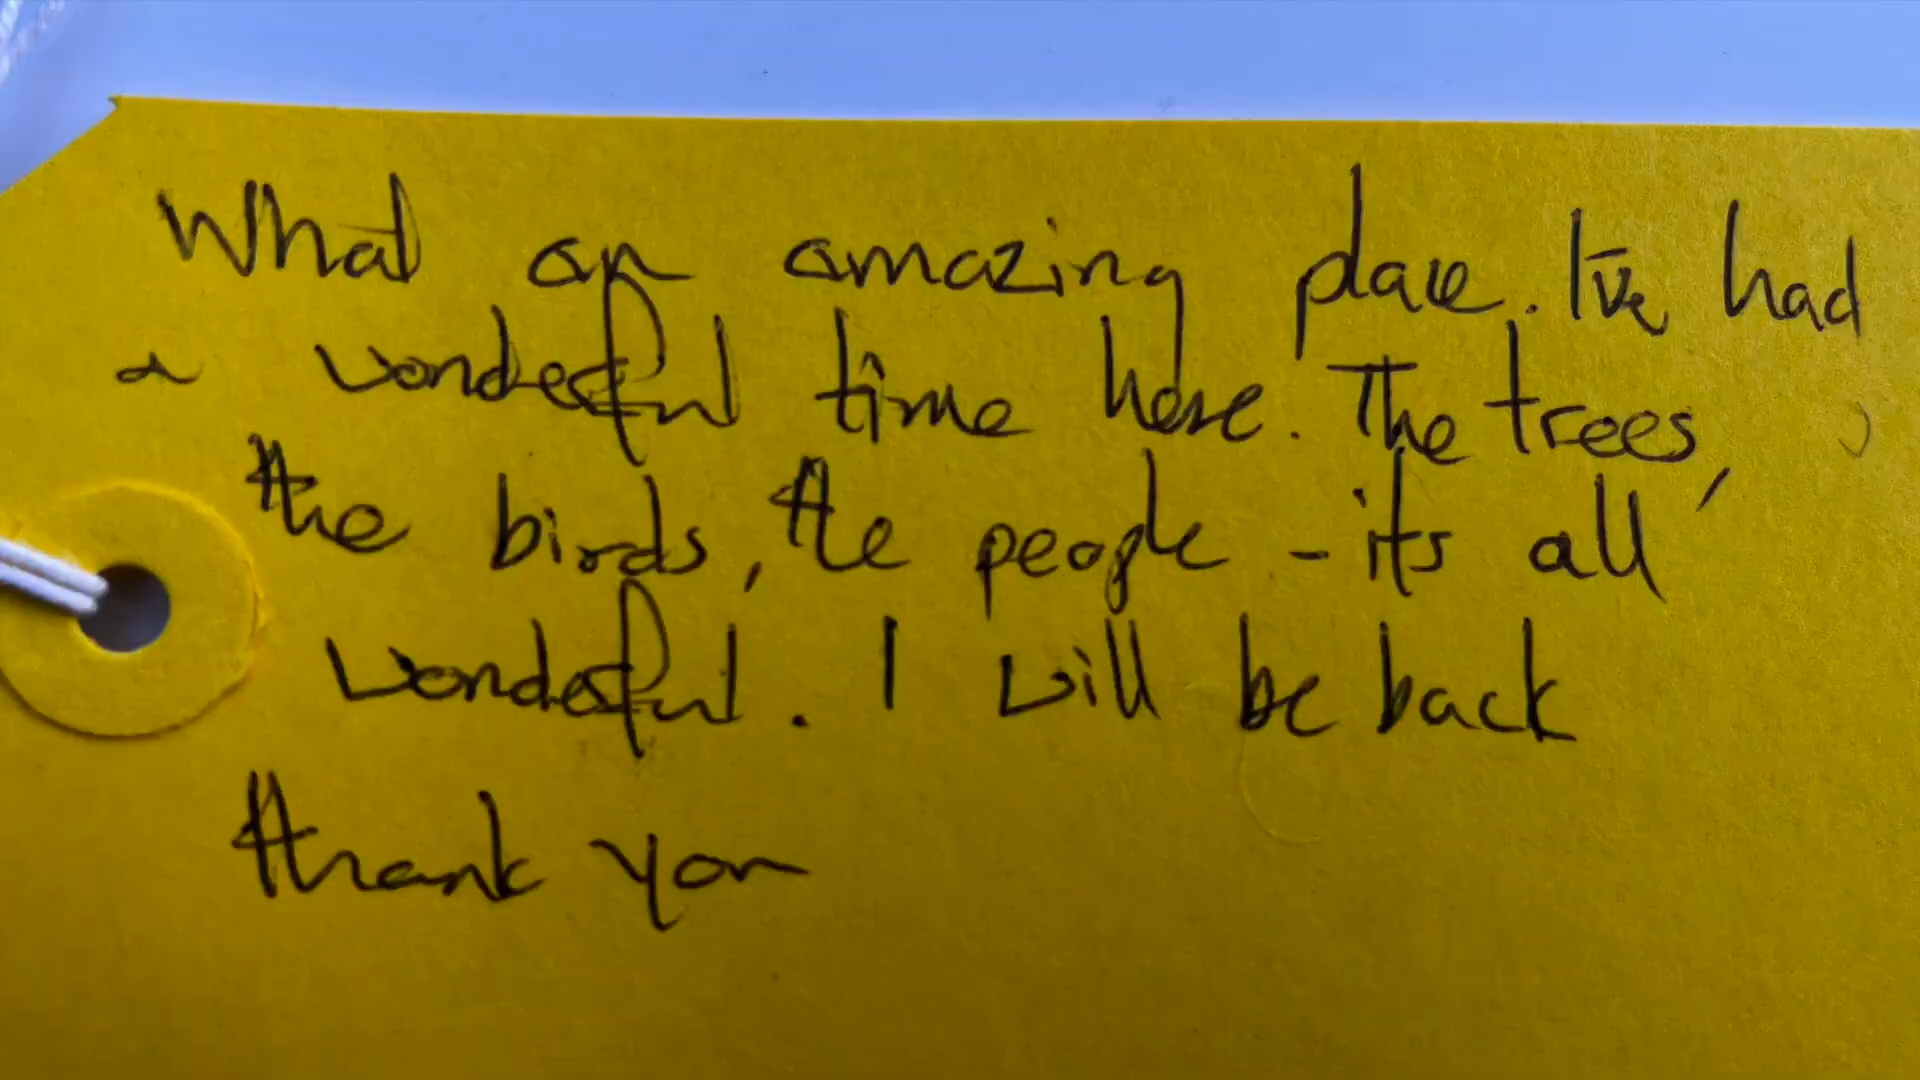 What an amazing place. I've had
a wonderful time here. The trees,
the birds, the people - its all
wonderful. I will be back
thank you